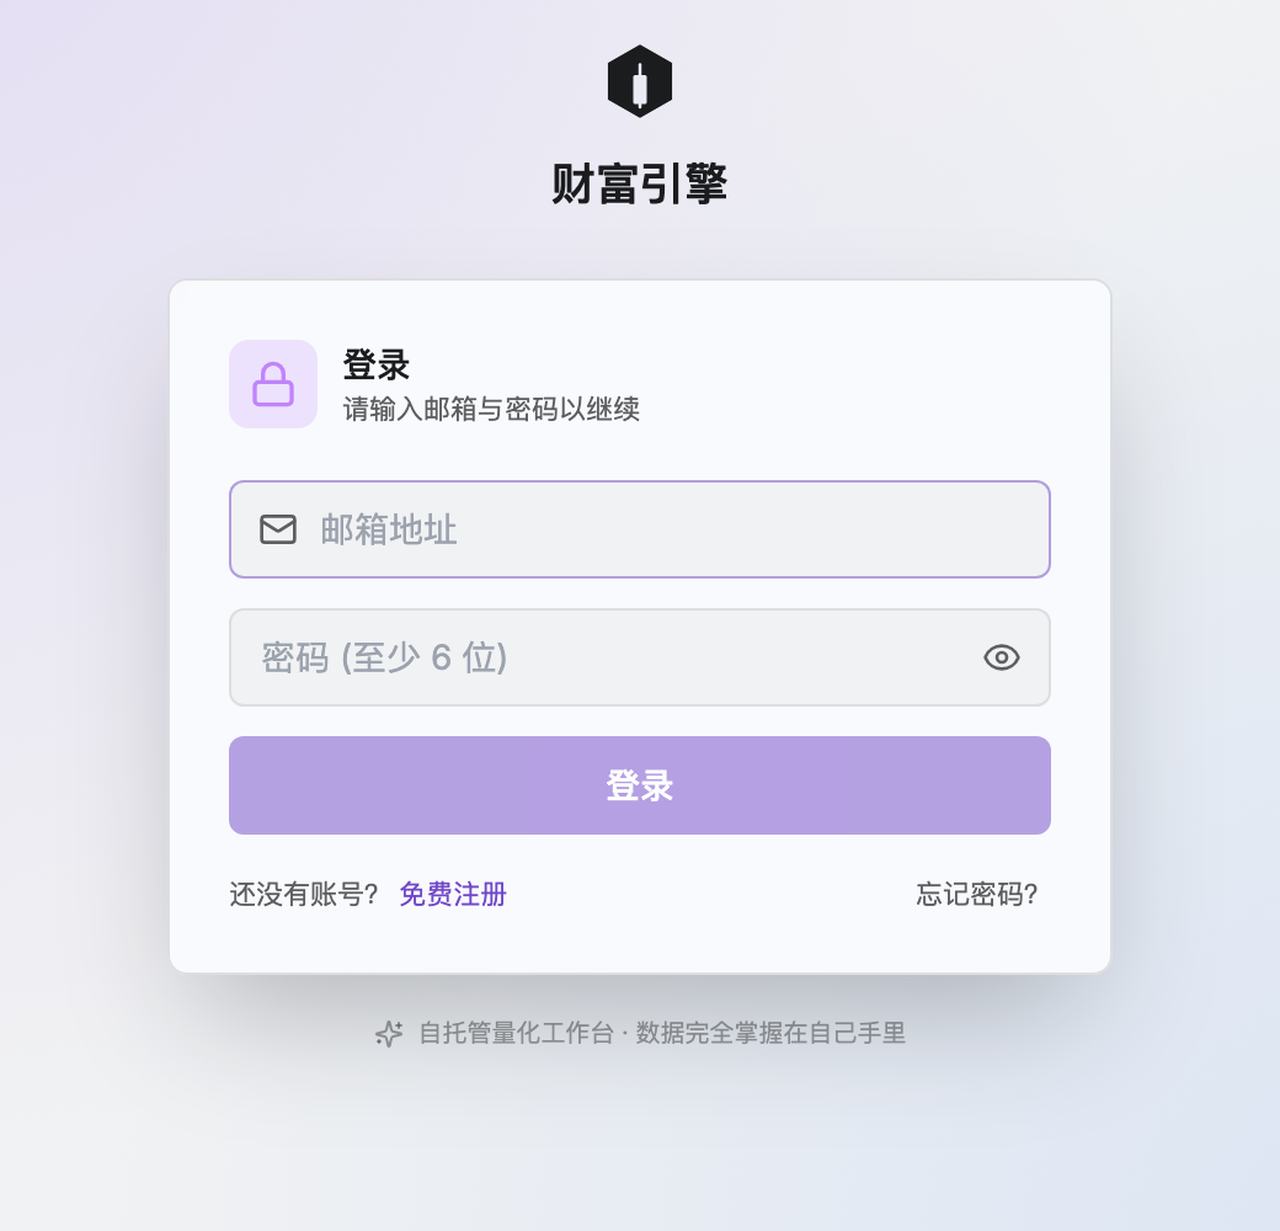 财富引擎
登录
请输入邮箱与密码以继续
邮箱地址
密码 (至少 6 位)
登录
还没有账号? 免费注册 忘记密码?
自托管量化工作台 · 数据完全掌握在自己手里